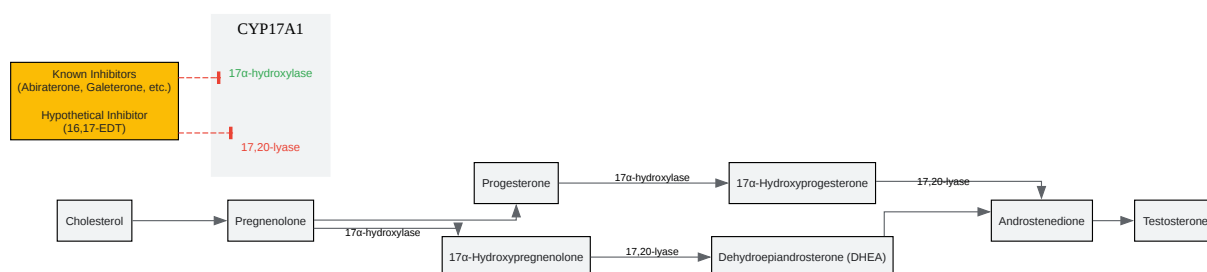 CYP17A1
Known Inhibitors
(Abiraterone, Galeterone, etc.)
Hypothetical Inhibitor
(16,17-EDT)
17α-hydroxylase
17,20-lyase
Progesterone
17α-hydroxylase
17α-Hydroxyprogesterone
17,20-lyase
Cholesterol
Pregnenolone
17α-hydroxylase
17α-Hydroxypregnenolone
17,20-lyase
Dehydroepiandrosterone (DHEA)
Androstenedione
Testosterone